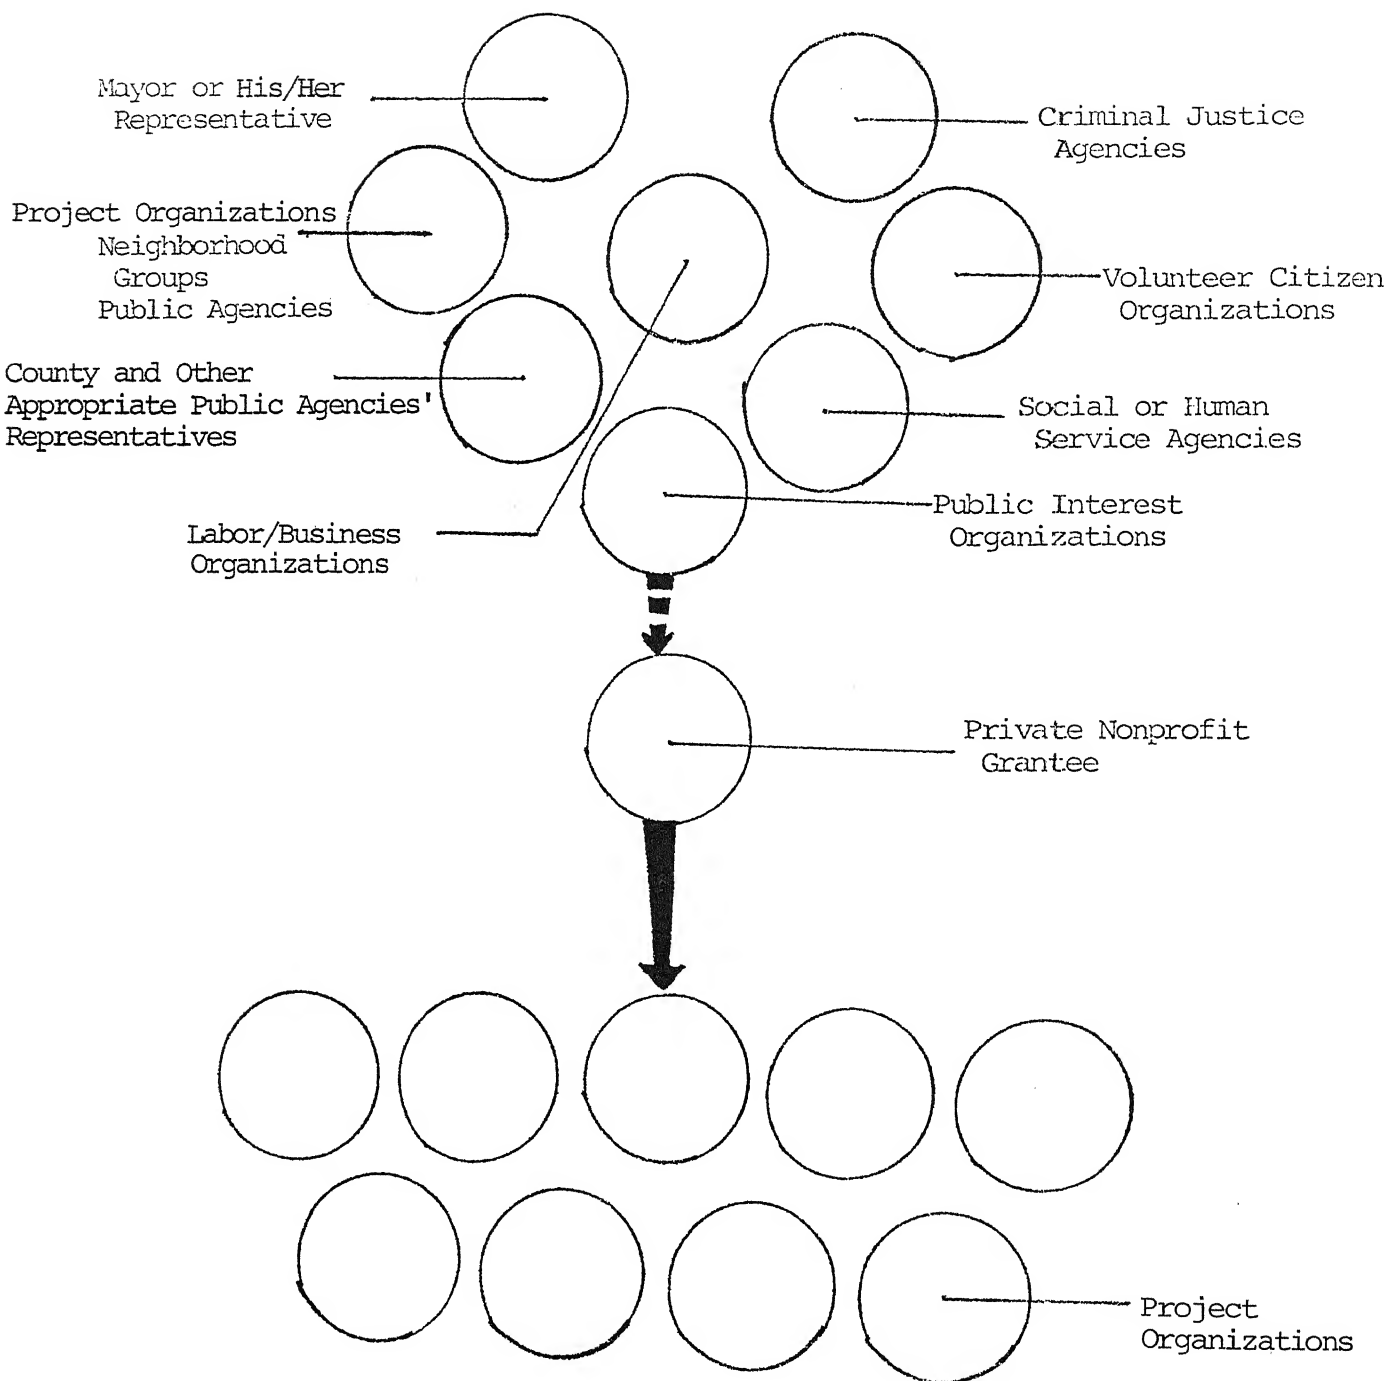 Mayor or His/Her
Representative
Criminal Justice
Agencies
Project Organizations
Neighborhood
Groups
Public Agencies
Volunteer Citizen
Organizations
County and Other
Appropriate Public Agencies'
Representatives
Social or Human
Service Agencies
Labor/Business
Organizations
Public Interest
Organizations
Private Nonprofit
Grantee
Project
Organizations